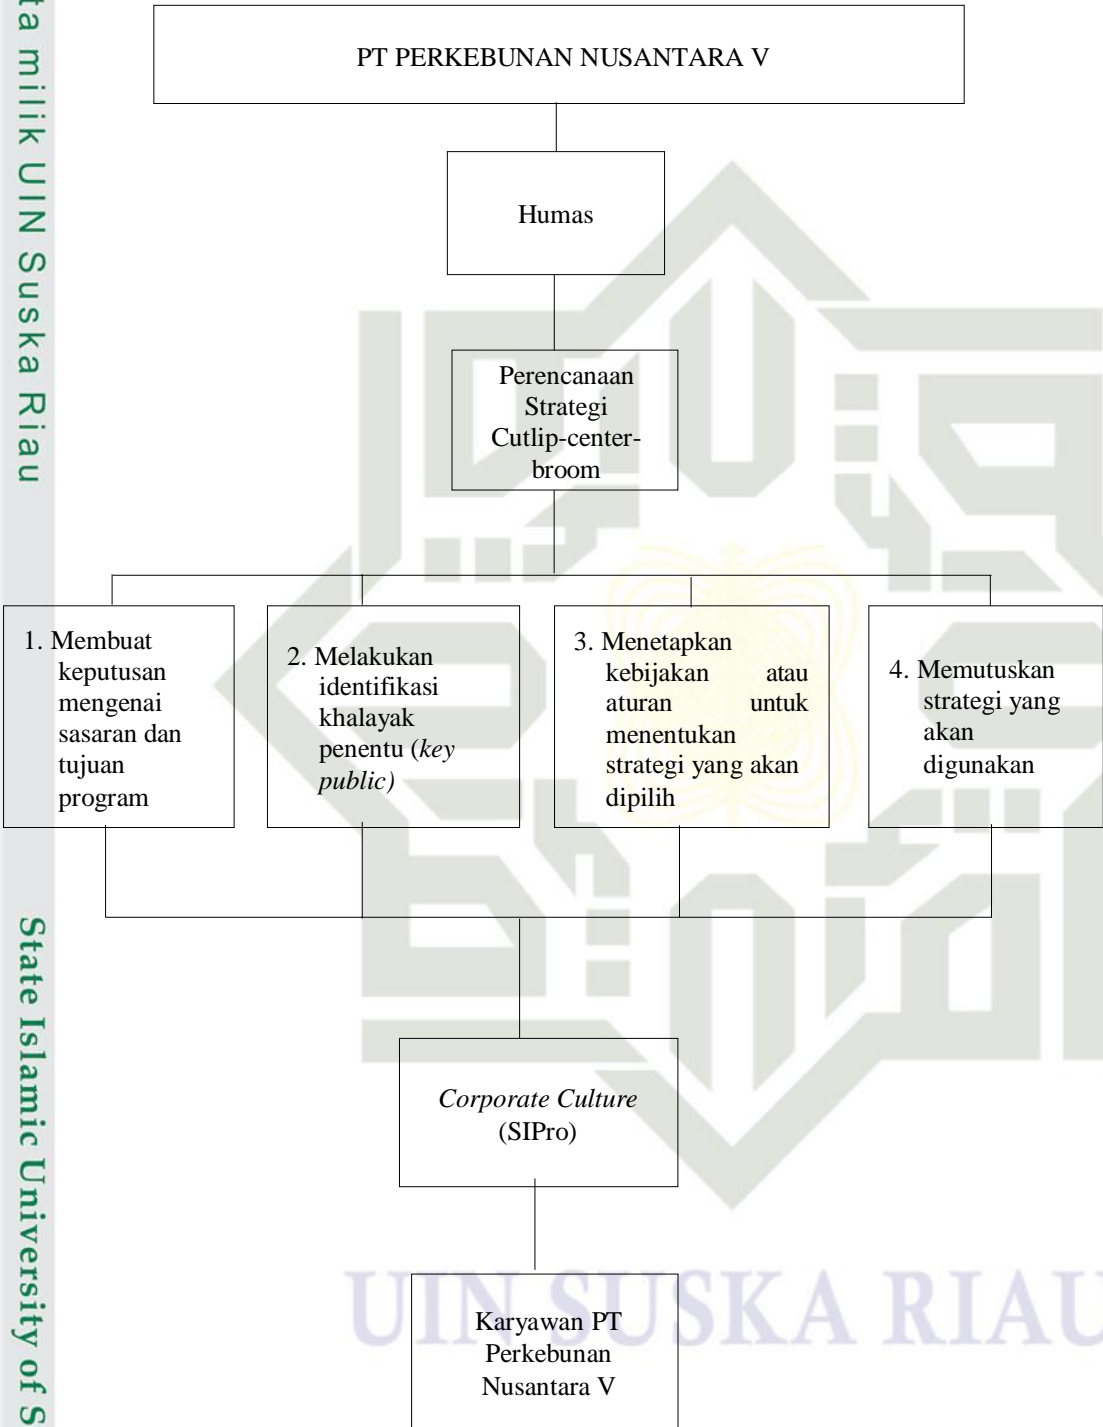 PT PERKEBUNAN NUSANTARA V
Humas
Perencanaan
Strategi
Cutlip-center-
broom
1. Membuat
keputusan
mengenai
sasaran dan
tujuan
program
2. Melakukan
identifikasi
khalayak
penentu (key
public)
3. Menetapkan
kebijakan atau
aturan untuk
menentukan
strategi yang akan
dipilih
4. Memutuskan
strategi yang
akan
digunakan
Corporate Culture
(SIPro)
Karyawan PT
Perkebunan
Nusantara V
UIN SUSKA RIAU
milik UIN Suska Riau
State Islamic University of